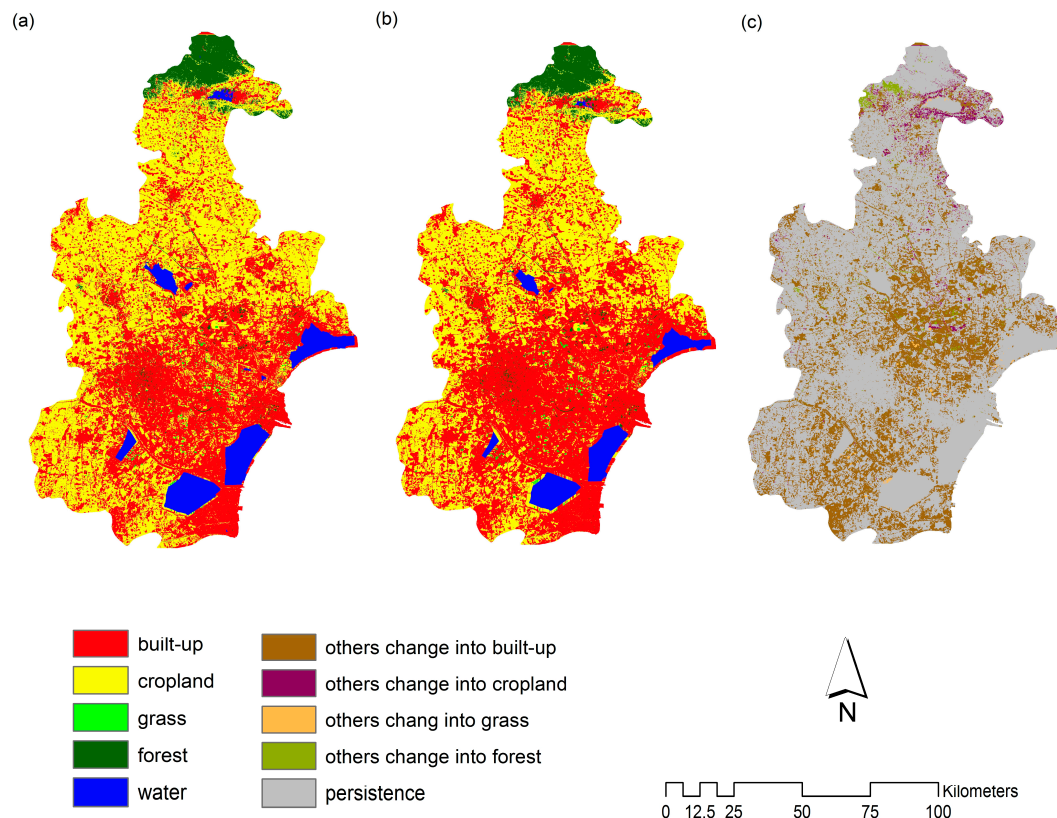 (a)
(b)
(c)
built-up
cropland
grass
forest
water
others change into built-up
others change into cropland
others chang into grass
others change into forest
persistence
N
Kilometers
0 12.5 25 50 75 100